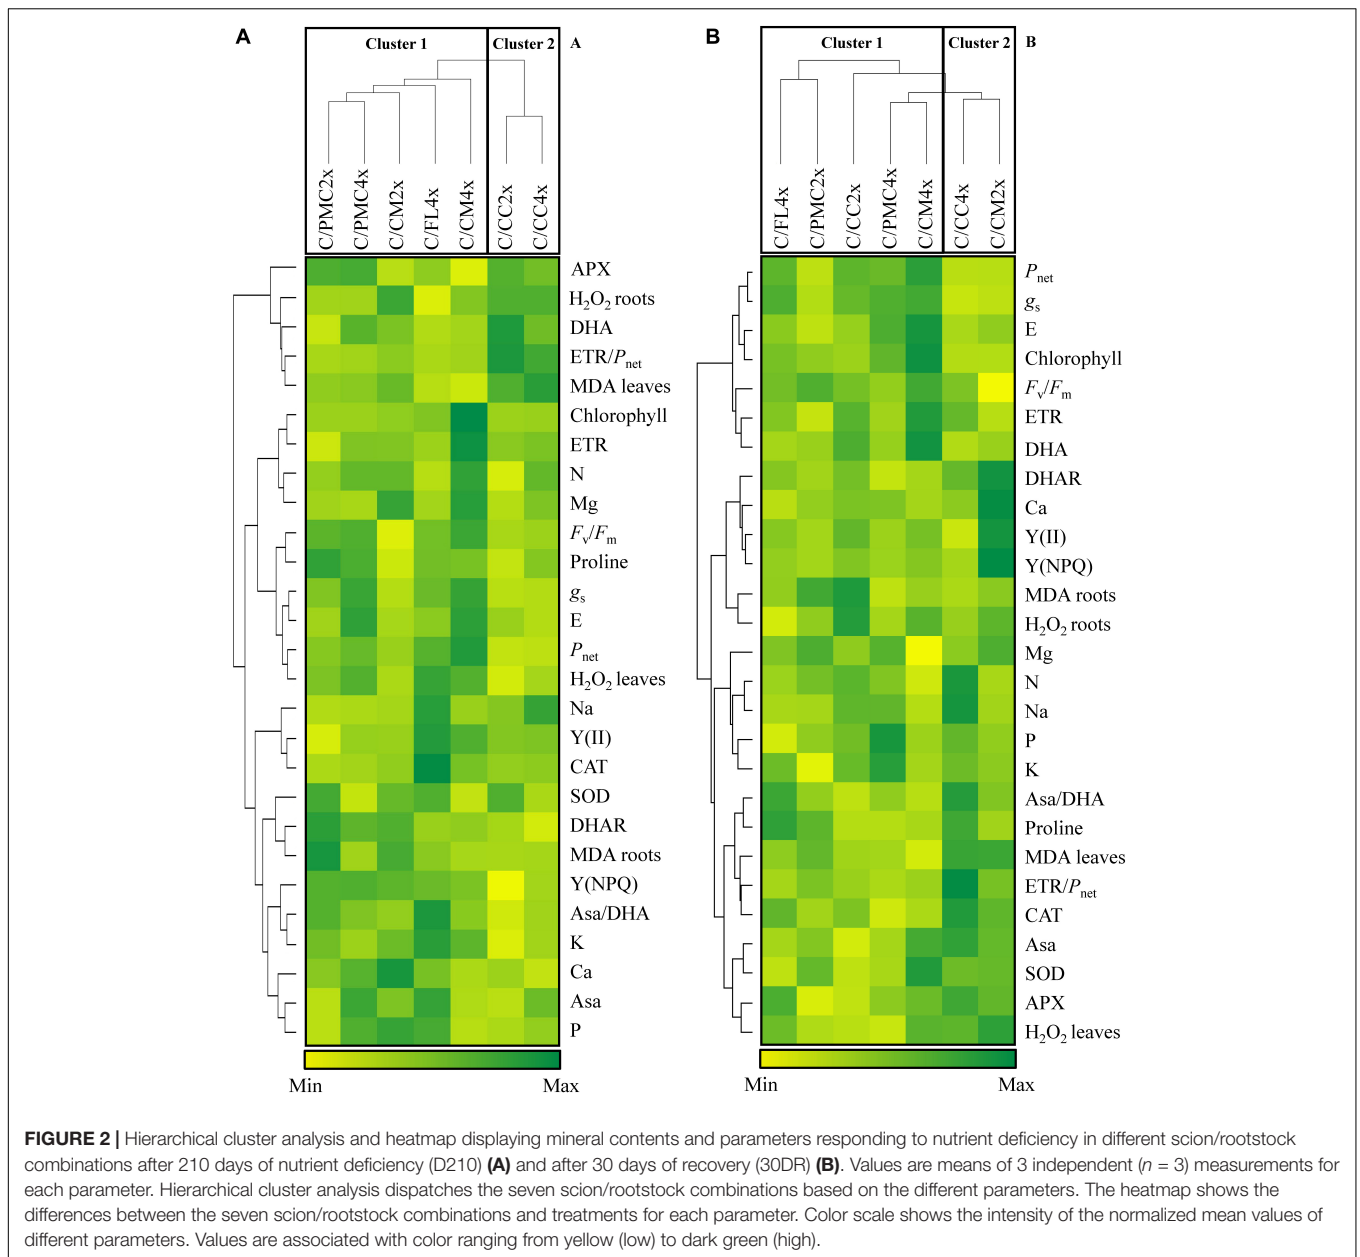 A
Cluster 1
Cluster 2
A
C/PMC2x
C/PMC4x
C/CM2x
C/FL4x
C/CM4x
C/CC2x
C/CC4x
APX
H₂O₂ roots
DHA
ETR/Pnet
MDA leaves
Chlorophyll
ETR
N
Mg
Fv/Fm
Proline
gs
E
Pnet
H₂O₂ leaves
Na
Y(II)
CAT
SOD
DHAR
MDA roots
Y(NPQ)
Asa/DHA
K
Ca
Asa
P
Min
Max
B
Cluster 1
Cluster 2
B
C/FL4x
C/PMC2x
C/CC2x
C/PMC4x
C/CM4x
C/CC4x
C/CM2x
Pnet
gs
E
Chlorophyll
Fv/Fm
ETR
DHA
DHAR
Ca
Y(II)
Y(NPQ)
MDA roots
H₂O₂ roots
Mg
N
Na
P
K
Asa/DHA
Proline
MDA leaves
ETR/Pnet
CAT
Asa
SOD
APX
H₂O₂ leaves
Min
Max
FIGURE 2 | Hierarchical cluster analysis and heatmap displaying mineral contents and parameters responding to nutrient deficiency in different scion/rootstock
combinations after 210 days of nutrient deficiency (D210) (A) and after 30 days of recovery (30DR) (B). Values are means of 3 independent (n = 3) measurements for
each parameter. Hierarchical cluster analysis dispatches the seven scion/rootstock combinations based on the different parameters. The heatmap shows the
differences between the seven scion/rootstock combinations and treatments for each parameter. Color scale shows the intensity of the normalized mean values of
different parameters. Values are associated with color ranging from yellow (low) to dark green (high).